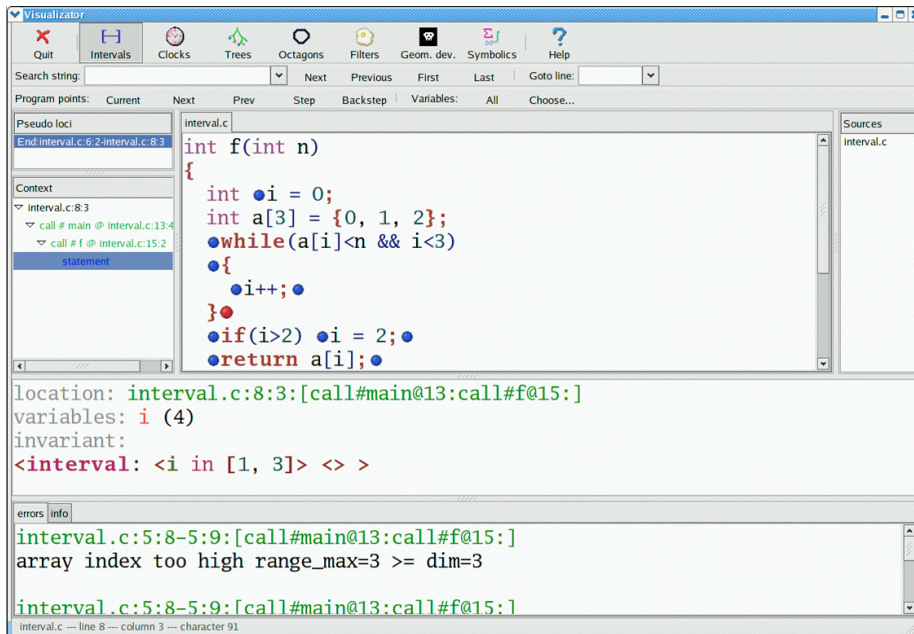 Visualizator
Quit Intervals Clocks Trees Octagons Filters Geom. dev. Symbolics Help
Search string: Next Previous First Last Goto line:
Program points: Current Next Prev Step Backstep Variables: All Choose...
Pseudo loci
End:interval.c:6:2-interval.c:8:3
Context
interval.c:8:3
call # main @ interval.c:13:4
call # f @ interval.c:15:2
statement
interval.c
int f(int n)
{
int i = 0;
int a[3] = {0, 1, 2};
while(a[i]<n && i<3)
{
i++;
}
if(i>2) i = 2;
return a[i];
Sources
interval.c
location: interval.c:8:3:[call#main@13:call#f@15:]
variables: i (4)
invariant:
<interval: <i in [1, 3]> <> >
errors info
interval.c:5:8-5:9:[call#main@13:call#f@15:]
array index too high range_max=3 >= dim=3
interval.c:5:8-5:9:[call#main@13:call#f@15:]
interval.c --- line 8 --- column 3 --- character 91